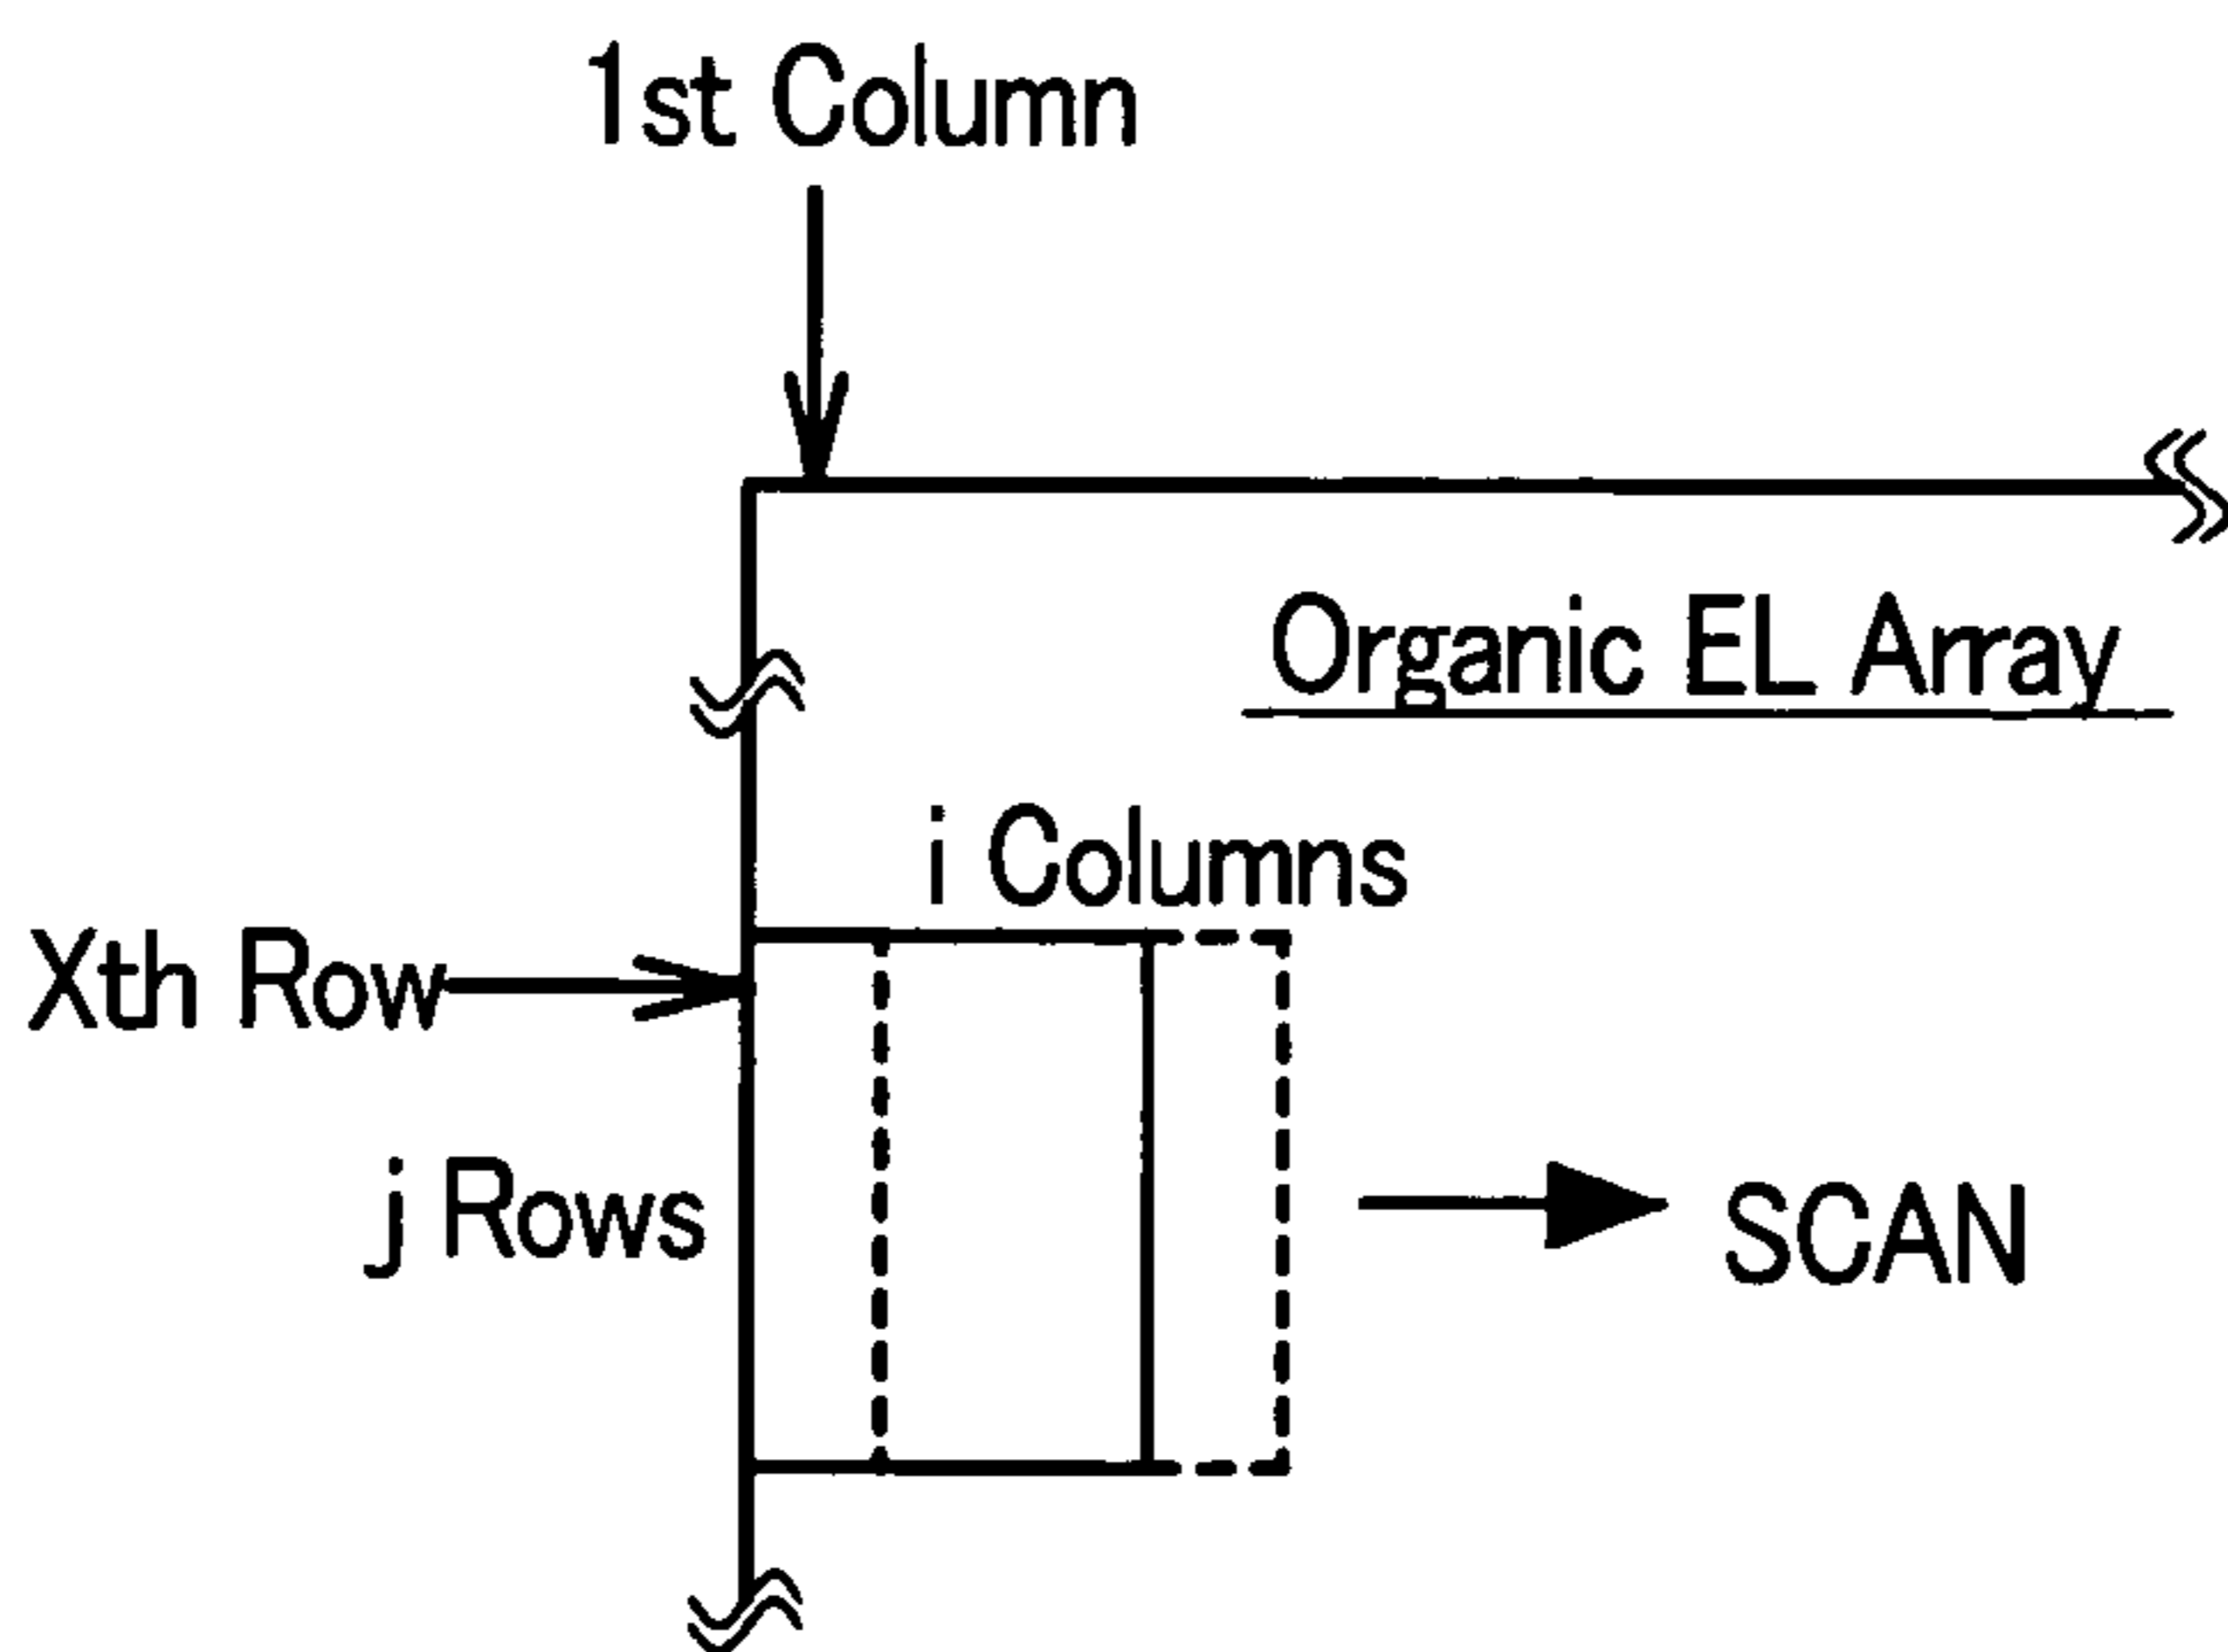 1st Column
Organic EL Array
i Columns
Xth Row
j Rows
SCAN